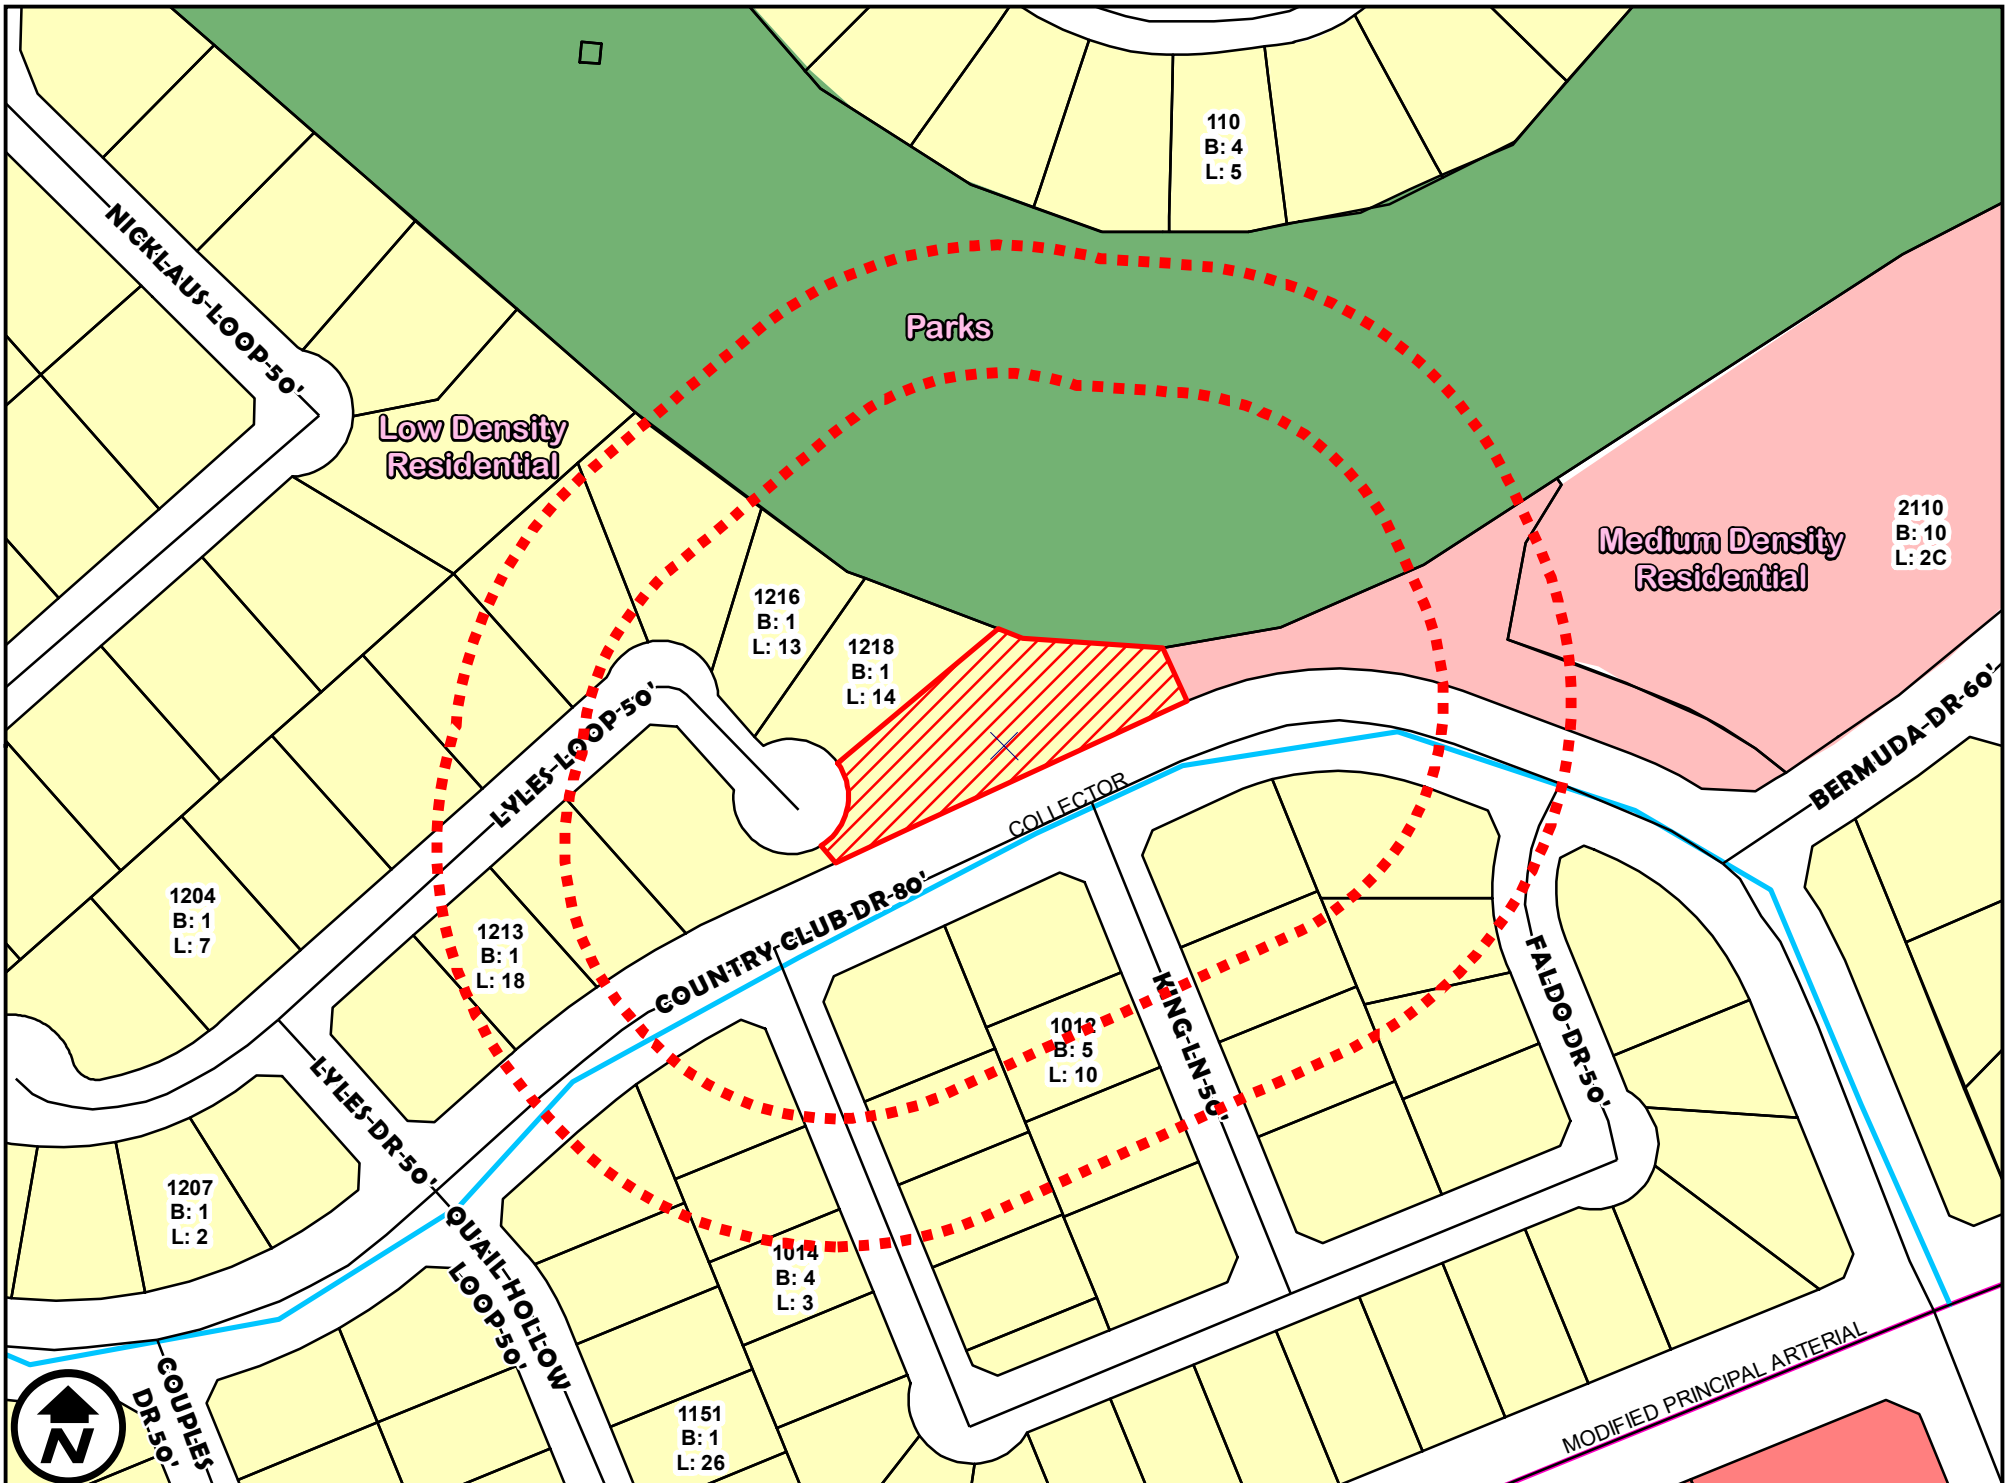 110
B: 4
L: 5
NICKLAUS-LOOP-50'
Parks
Low Density
Residential
2110
B: 10
L: 2C
Medium Density
Residential
1216
B: 1
L: 13
1218
B: 1
L: 14
LYLES-LOOP-50'
BERMUDA-DR-60'
COLLECTOR
1204
B: 1
L: 7
1213
B: 1
L: 18
COUNTRY-CLUB-DR-80'
KING-LN-50'
FALDO-DR-50'
1012
B: 5
L: 10
LYLES-DR-50'
1207
B: 1
L: 2
QUAIL-HOLLOW
LOOP-50'
1014
B: 4
L: 3
COUPLES
DR-50'
MODIFIED PRINCIPAL ARTERIAL
1151
B: 1
L: 26
N